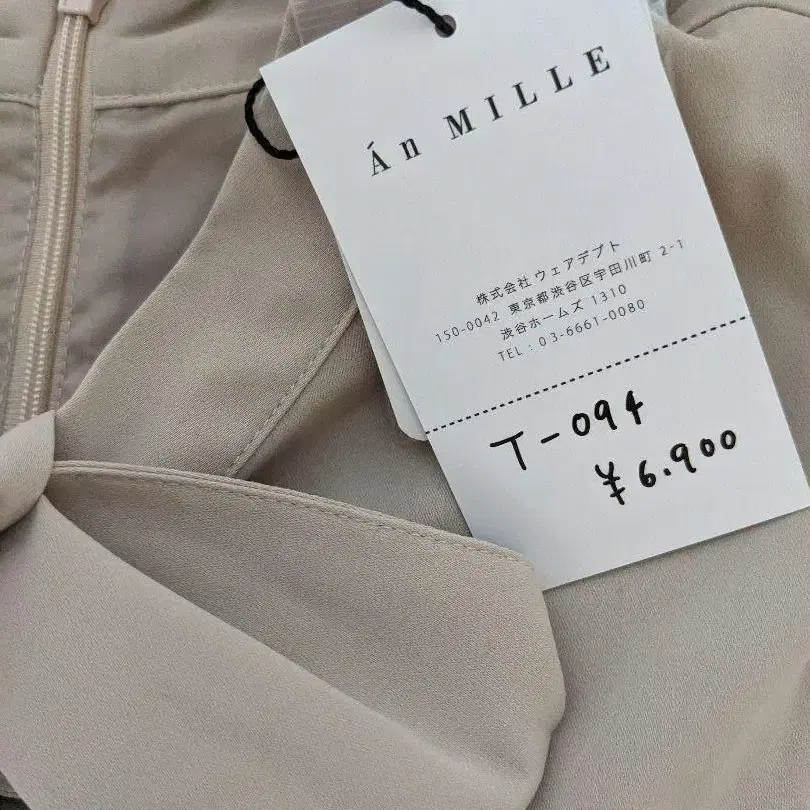 Án MILLE
株式会社ウェアデプト
150-0042 東京都渋谷区宇田川町 2-1
渋谷ホームズ 1310
TEL : 03-6661-0080
T-094
¥6.900